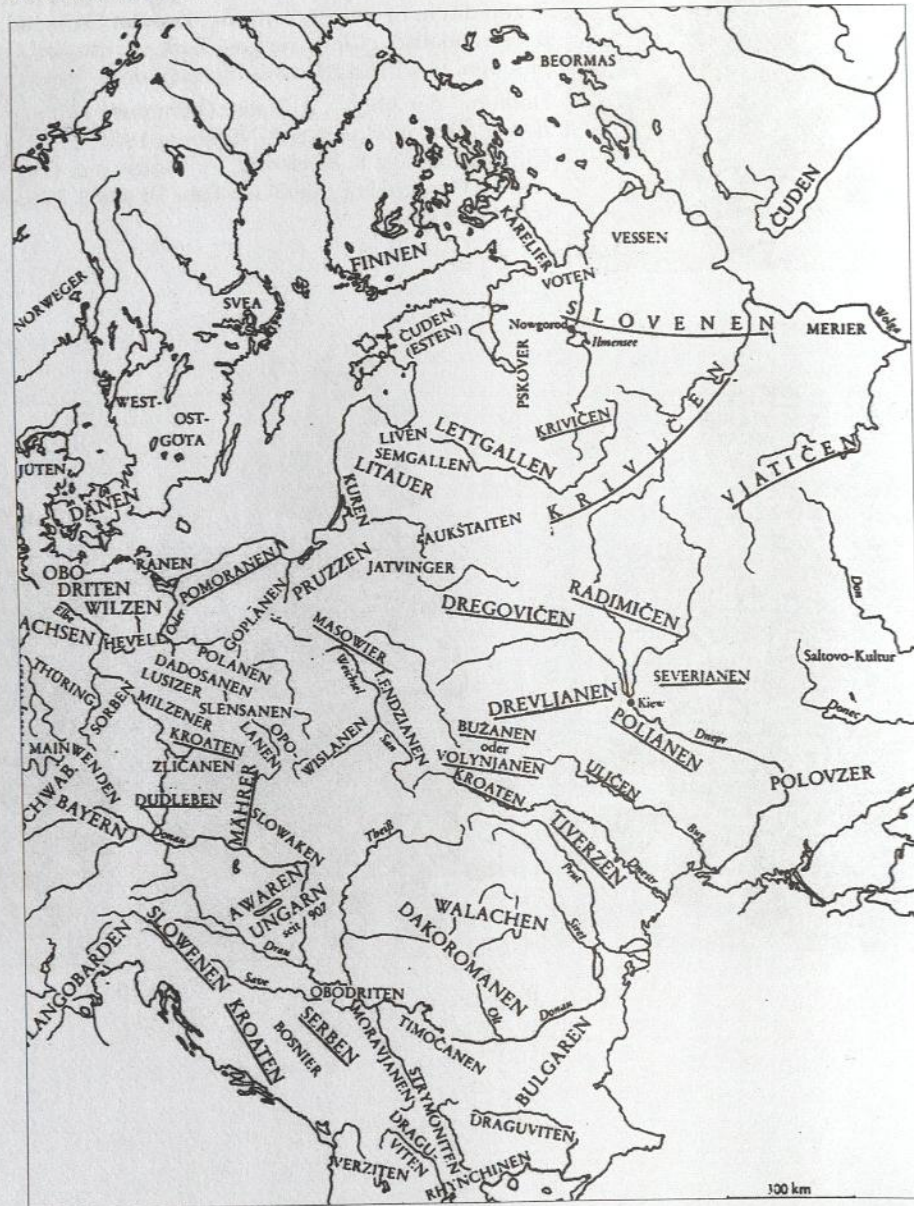 BEORMAS
ČUDEN
KARELIER
VESSEN
FINNEN
VOTEN
NORWEGER
SVEA
SLOVENEN
Nowgorod
Ilmensee
MERIER
Wolga
ČUDEN
(ESTEN)
PSKOVER
WEST-
OST-
GÖTA
KRIVIČEN
LIVEN
LETTGALLEN
SEMGALLEN
LITAUER
KRIVIČEN
VJATIČEN
JÜTEN
DÄNEN
KUREN
AUKŠTAITEN
RANEN
POMORANEN
PRUZZEN
JATVINGER
OBO-
DRITEN
WILZEN
Oder
GOPLANEN
DREGOVIČEN
RADIMIČEN
Don
Elbe
ACHSEN
HEVELL
MASOWIER
POLANEN
DADOSANEN
LUSIZER
Weichsel
LENDZIANEN
Saltovo-Kultur
SEVERJANEN
THÜRING
SORBEN
MILZENER
SLENSANEN
OPO-
LANEN
DREVLJANEN
Kiew
Donec
KROATEN
WISLANEN
San
BUŽANEN
oder
VOLYNJANEN
POLJANEN
Dnepr
MAINWENDEN
ZLIČANEN
KROATEN
ULIČEN
POLOVZER
CHWAB.
BAYERN
DUDLEBEN
MÄHRER
SLOWAKEN
Donau
Theiß
TIVERZEN
Bug
Dnestr
Prut
AWAREN
UNGARN
seit 907
WALACHEN
DAKOROMANEN
Siret
LANGOBARDEN
SLOWENEN
Drau
Save
OBODRITEN
Olt
Donau
KROATEN
BOSNIER
SERBEN
MORAVJANEN
TIMOČANEN
BULGAREN
STRYMONITEN
DRAGU-
VITEN
DRAGUVITEN
VERZITEN
RHYNCHINEN
300 km